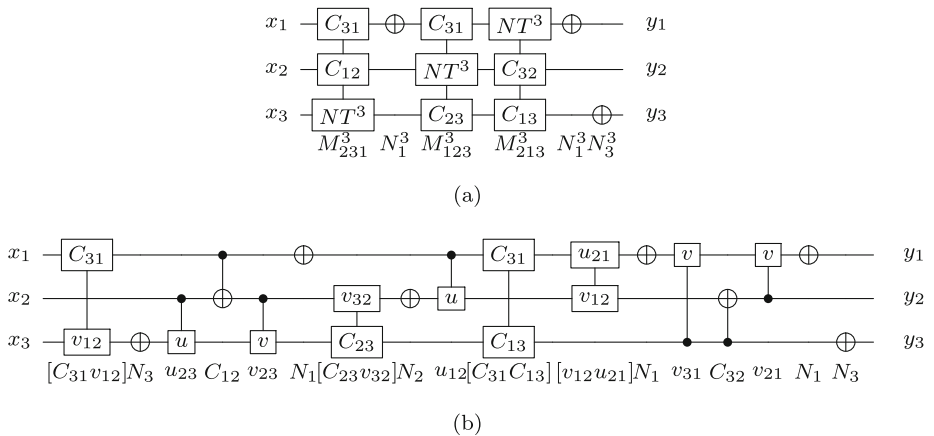 x₁ C₃₁ C₃₁ NT³ y₁
x₂ C₁₂ NT³ C₃₂ y₂
x₃ NT³ C₂₃ C₁₃ y₃
M³₂₃₁ N³₁ M³₁₂₃ M³₂₁₃ N³₁N³₃
(a)
x₁ C₃₁ C₃₁ u₂₁ v v y₁
x₂ v₃₂ u v₁₂ y₂
x₃ v₁₂ u v C₂₃ C₁₃ y₃
[C₃₁v₁₂]N₃ u₂₃ C₁₂ v₂₃ N₁[C₂₃v₃₂]N₂ u₁₂[C₃₁C₁₃] [v₁₂u₂₁]N₁ v₃₁ C₃₂ v₂₁ N₁ N₃
(b)